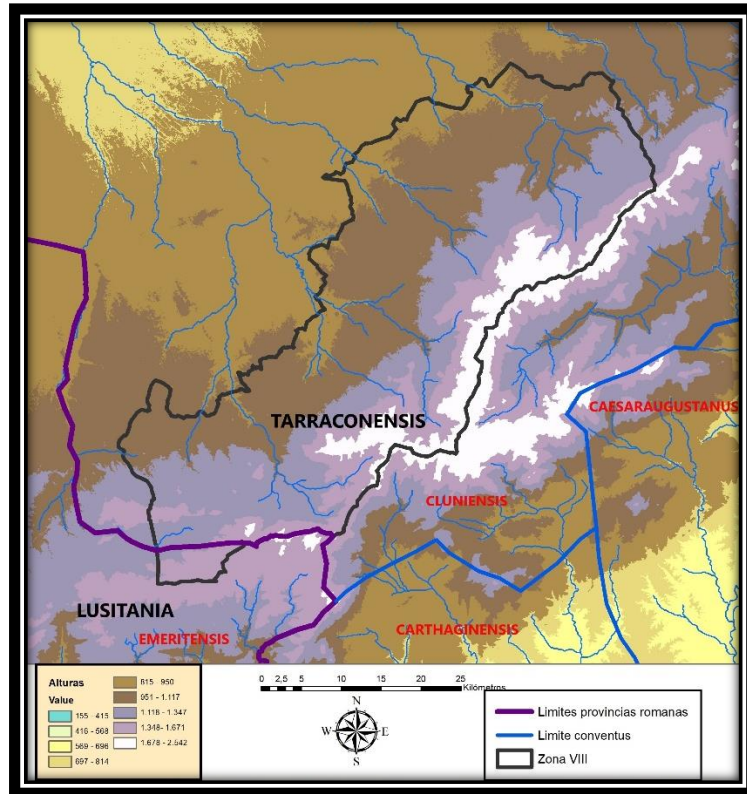 TARRACONENSIS
CAESARAUGUSTANUS
CLUNIENSIS
LUSITANIA
EMERITENSIS
CARTHAGINENSIS
Alturas
Value
155 - 415
416 - 568
569 - 696
697 - 814
815 - 950
951 - 1.117
1.118 - 1.347
1.348 - 1.671
1.678 - 2.542
0 2,5 5 10 15 20 25
Kilómetros
N
W E
S
Limites provincias romanas
Limite conventus
Zona VIII